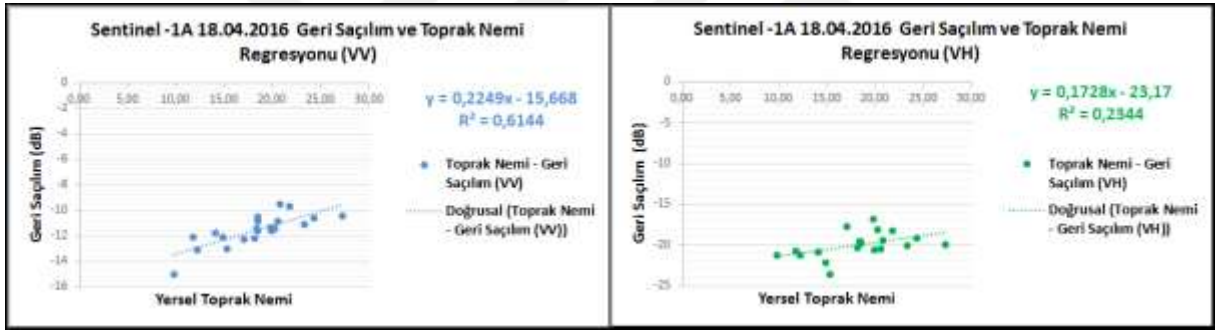 Sentinel -1A 18.04.2016 Geri Saçılım ve Toprak Nemi
Regresyonu (VV)
0
0,00 5,00 10,00 15,00 20,00 25,00 30,00
-2
-4
-6
-8
-10
-12
-14
-16
Geri Saçılım (dB)
Yersel Toprak Nemi
y = 0,2249x - 15,668
R² = 0,6144
Toprak Nemi - Geri
Saçılım (VV)
Doğrusal (Toprak Nemi
- Geri Saçılım (VV))
Sentinel -1A 18.04.2016 Geri Saçılım ve Toprak Nemi
Regresyonu (VH)
0
0,00 5,00 10,00 15,00 20,00 25,00 30,00
-5
-10
-15
-20
-25
Geri Saçılım (dB)
Yersel Toprak Nemi
y = 0,1728x - 23,17
R² = 0,2344
Toprak Nemi - Geri
Saçılım (VH)
Doğrusal (Toprak Nemi
- Geri Saçılım (VH))